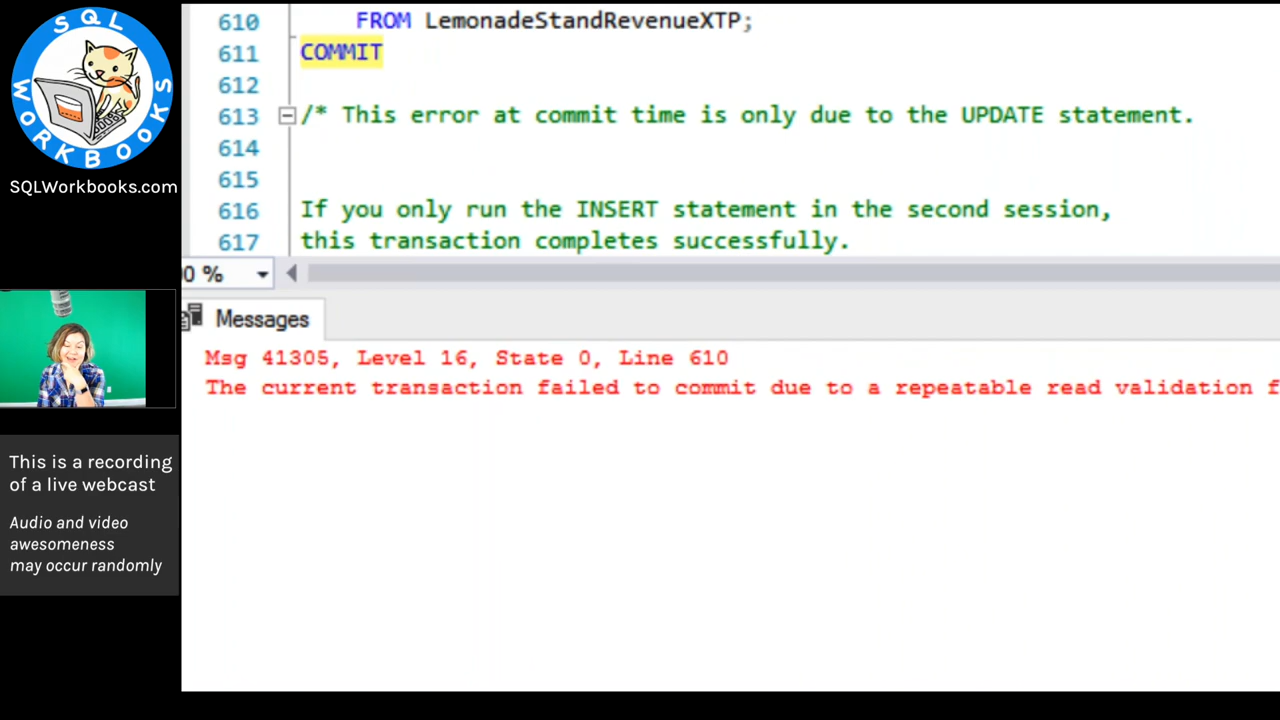 SQL
WORKBOOKS
SQLWorkbooks.com
This is a recording
of a live webcast
Audio and video
awesomeness
may occur randomly
610 FROM LemonadeStandRevenueXTP;
611 COMMIT
612
613 /* This error at commit time is only due to the UPDATE statement.
614
615
616 If you only run the INSERT statement in the second session,
617 this transaction completes successfully.
0 %
Messages
Msg 41305, Level 16, State 0, Line 610
The current transaction failed to commit due to a repeatable read validation f